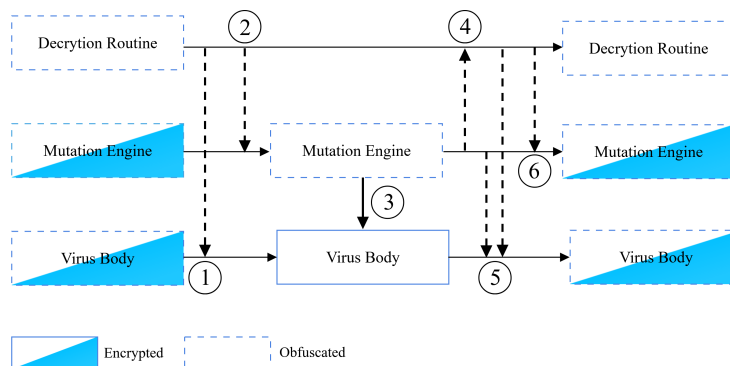 2
4
Decrytion Routine
Decrytion Routine
Mutation Engine
Mutation Engine
Mutation Engine
6
3
Virus Body
Virus Body
Virus Body
1
5
Encrypted
Obfuscated